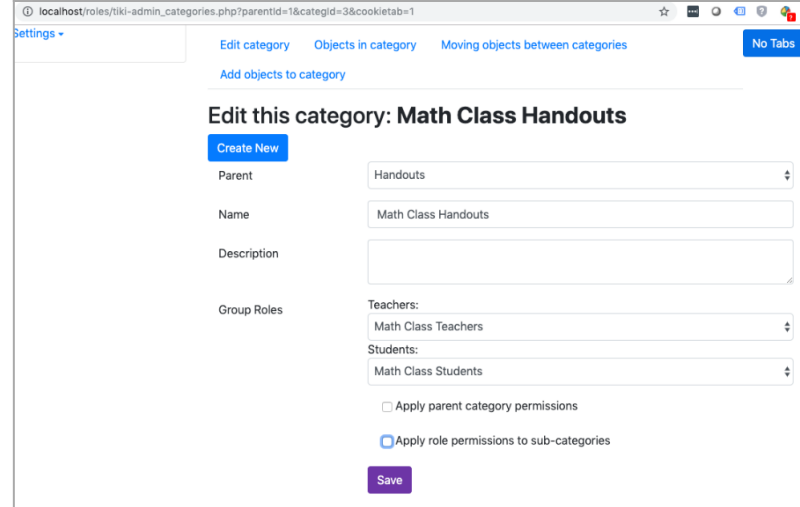 localhost/roles/tiki-admin_categories.php?parentId=1&categId=3&cookietab=1
Settings
Edit category
Objects in category
Moving objects between categories
No Tabs
Add objects to category
Edit this category: Math Class Handouts
Create New
Parent
Handouts
Name
Math Class Handouts
Description
Group Roles
Teachers:
Math Class Teachers
Students:
Math Class Students
Apply parent category permissions
Apply role permissions to sub-categories
Save